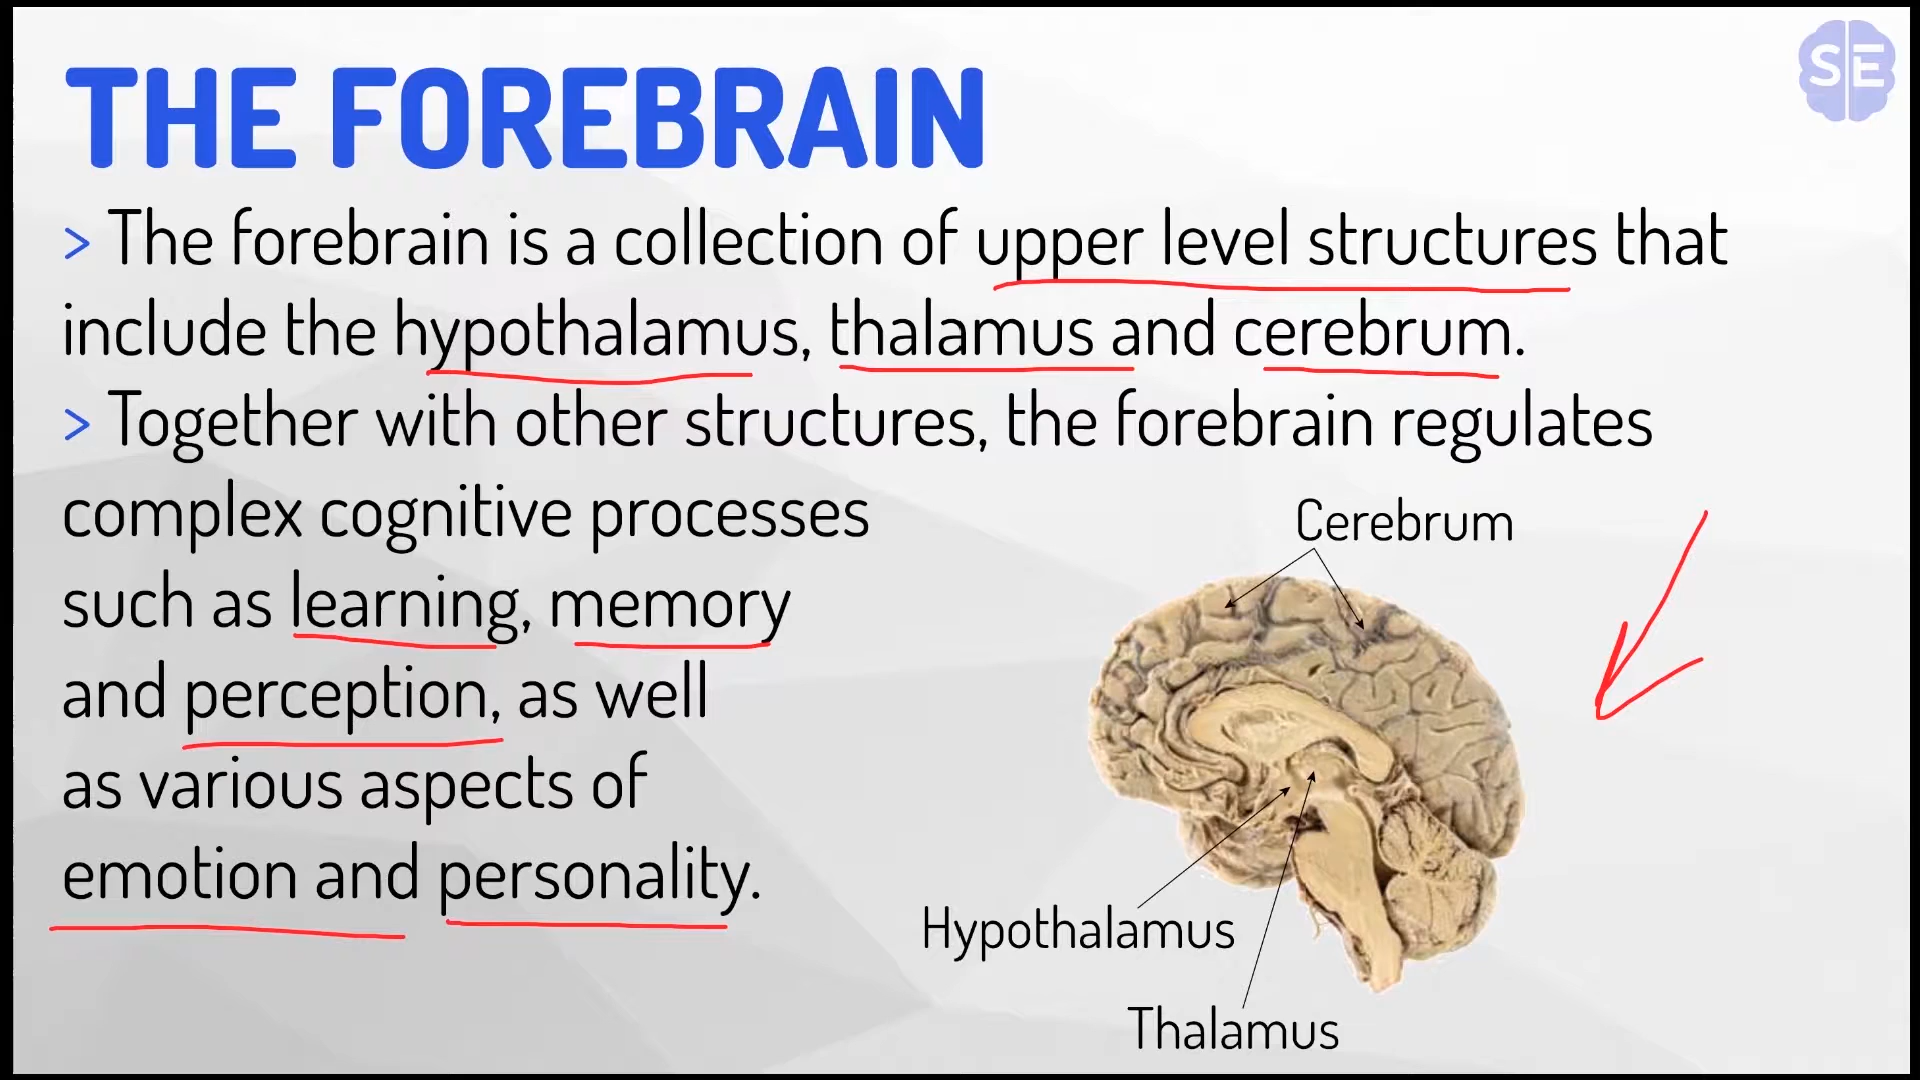 SE
THE FOREBRAIN
> The forebrain is a collection of upper level structures that
include the hypothalamus, thalamus and cerebrum.
> Together with other structures, the forebrain regulates
complex cognitive processes
such as learning, memory
and perception, as well
as various aspects of
emotion and personality.
Cerebrum
Hypothalamus
Thalamus